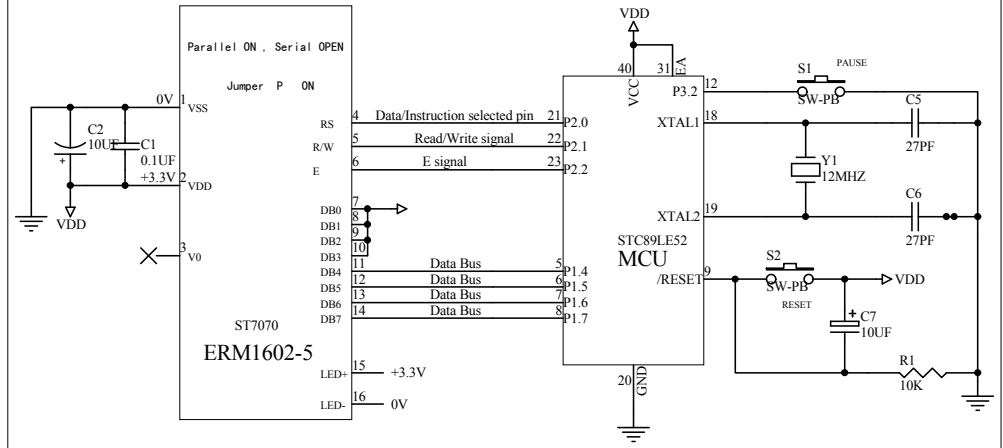 Parallel ON , Serial OPEN
Jumper P ON
0V 1 VSS
C2
10UF
+
C1
0.1UF
+3.3V 2 VDD
VDD
3 V0
RS 4 Data/Instruction selected pin 21 P2.0
R/W 5 Read/Write signal 22 P2.1
E 6 E signal 23 P2.2
DB0 7
DB1 8
DB2 9
DB3 10
DB4 11 Data Bus 5 P1.4
DB5 12 Data Bus 6 P1.5
DB6 13 Data Bus 7 P1.6
DB7 14 Data Bus 8 P1.7
ST7070
ERM1602-5
LED+ 15 +3.3V
LED- 16 0V
VDD
40 VCC
31 EA
P3.2 12
S1 PAUSE
SW-PB
XTAL1 18
C5
27PF
Y1
12MHZ
XTAL2 19
C6
27PF
STC89LE52
MCU
/RESET 9
S2
SW-PB
RESET
VDD
+
C7
10UF
R1
10K
20 GND